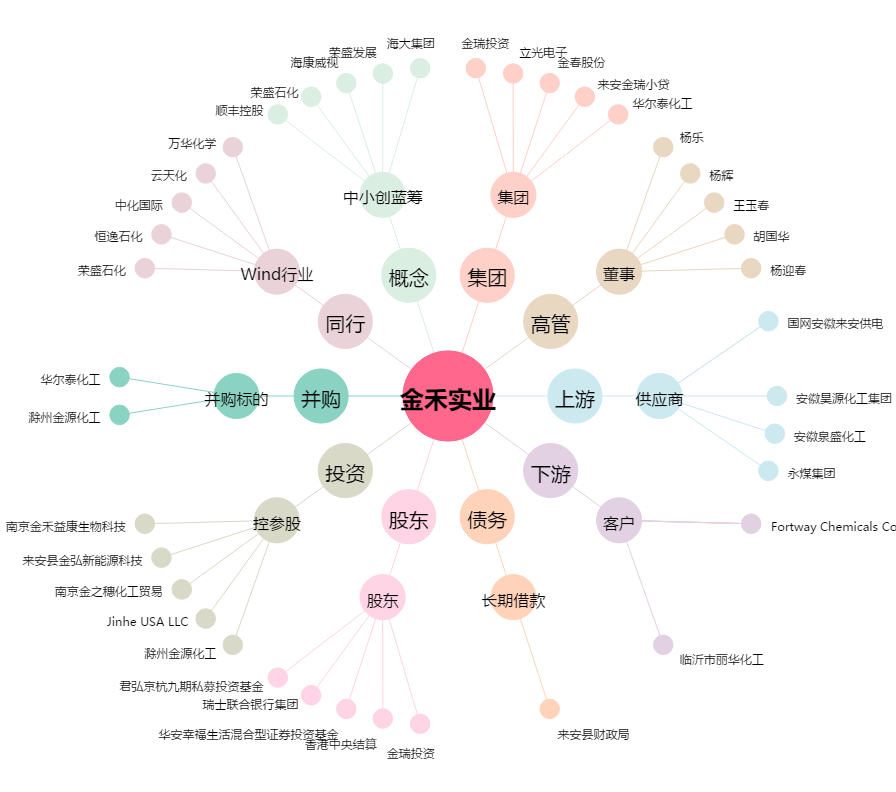 海大集团
荣盛发展
海康威视
荣盛石化
顺丰控股
中小创蓝筹
概念
金瑞投资
立光电子
金春股份
来安金瑞小贷
华尔泰化工
集团
集团
万华化学
云天化
中化国际
恒逸石化
荣盛石化
Wind行业
同行
杨乐
杨辉
王玉春
胡国华
杨迎春
董事
高管
华尔泰化工
滁州金源化工
并购标的
并购
金禾实业
上游
供应商
国网安徽来安供电
安徽昊源化工集团
安徽泉盛化工
永煤集团
投资
控参股
南京金禾益康生物科技
来安县金弘新能源科技
南京金之穗化工贸易
Jinhe USA LLC
滁州金源化工
下游
客户
Fortway Chemicals Co
临沂市丽华化工
股东
股东
君弘京杭九期私募投资基金
瑞士联合银行集团
华安幸福生活混合型证券投资基金
香港中央结算
金瑞投资
债务
长期借款
来安县财政局